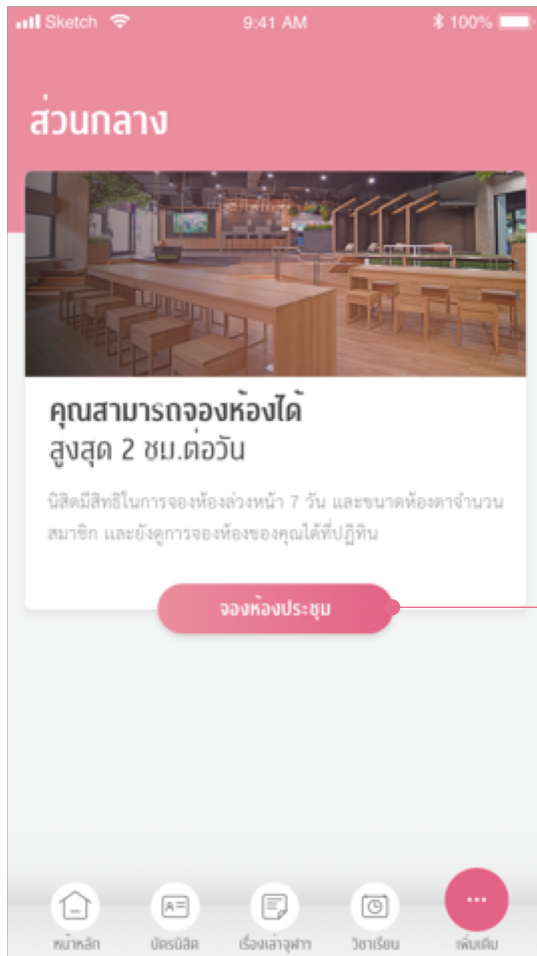 Sketch 9:41 AM 100%
ส่วนกลาง
คุณสามารถจองห้องได้
สูงสุด 2 ชม.ต่อวัน
นิสิตมีสิทธิในการจองห้องล่วงหน้า 7 วัน และขนาดห้องตาจำนวน
สมาชิก และยังดูการจองห้องของคุณได้ที่ปฏิทิน
จองห้องประชุม
หน้าหลัก บัตรนิสิต เรื่องเล่าจุฬาฯ วิชาเรียน เพิ่มเติม